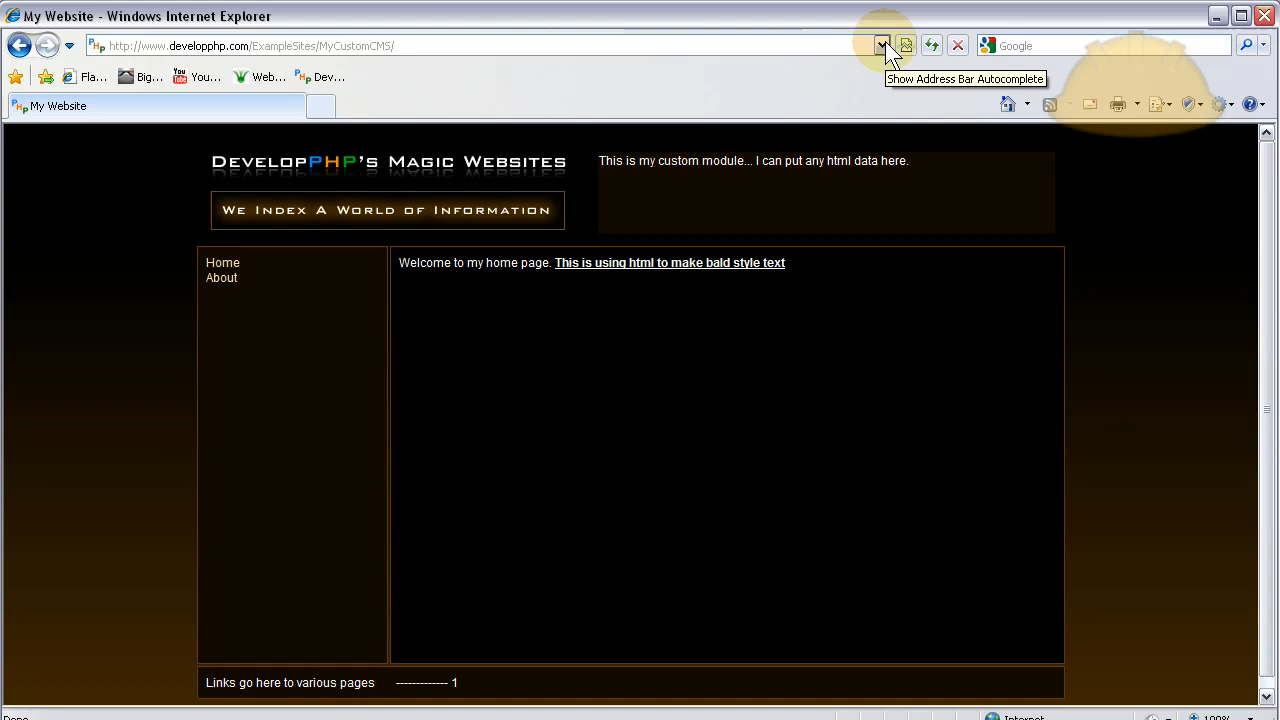 My Website - Windows Internet Explorer
http://www.developphp.com/ExampleSites/MyCustomCMS/
Google
Fla...
Big...
You...
Web...
Dev...
Show Address Bar Autocomplete
My Website
DevelopPHP's Magic Websites
This is my custom module... I can put any html data here.
We Index A World of Information
Home
About
Welcome to my home page. This is using html to make bald style text
Links go here to various pages ------------- 1
Done
Internet
100%